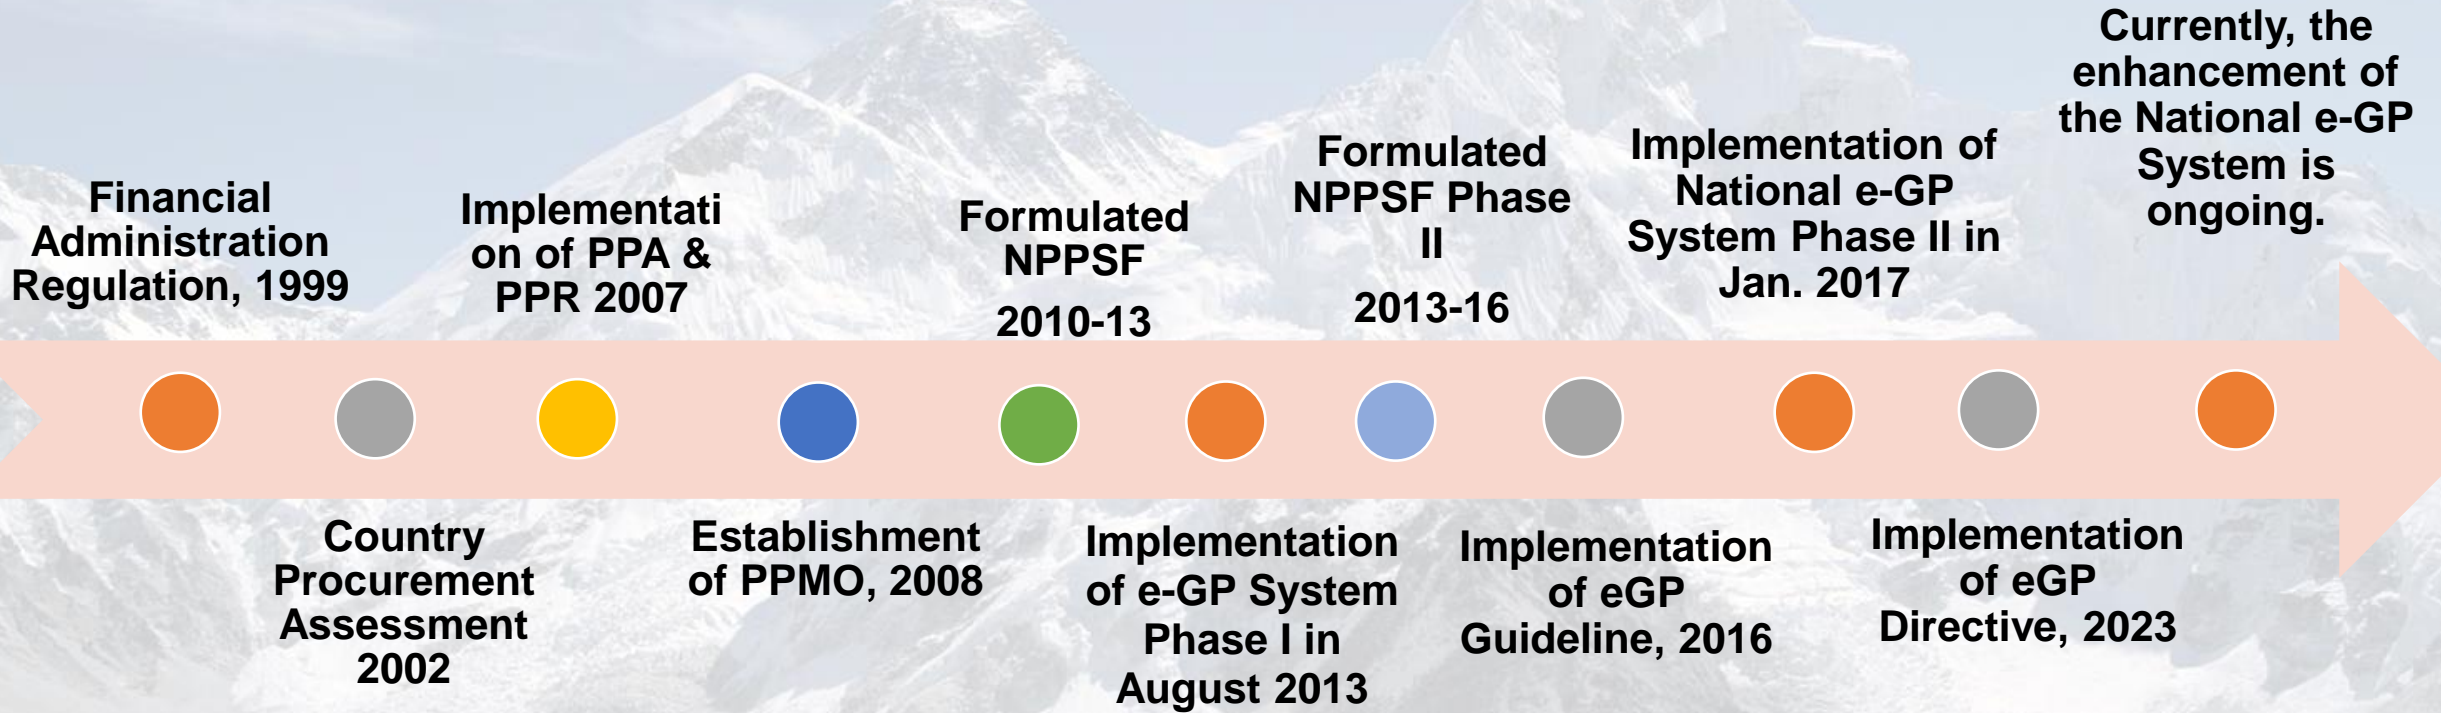 Financial
Administration
Regulation, 1999
Country
Procurement
Assessment
2002
Implementati
on of PPA &
PPR 2007
Establishment
of PPMO, 2008
Formulated
NPPSF
2010-13
Implementation
of e-GP System
Phase I in
August 2013
Formulated
NPPSF Phase
II
2013-16
Implementation
of eGP
Guideline, 2016
Implementation of
National e-GP
System Phase II in
Jan. 2017
Implementation
of eGP
Directive, 2023
Currently, the
enhancement of
the National e-GP
System is
ongoing.